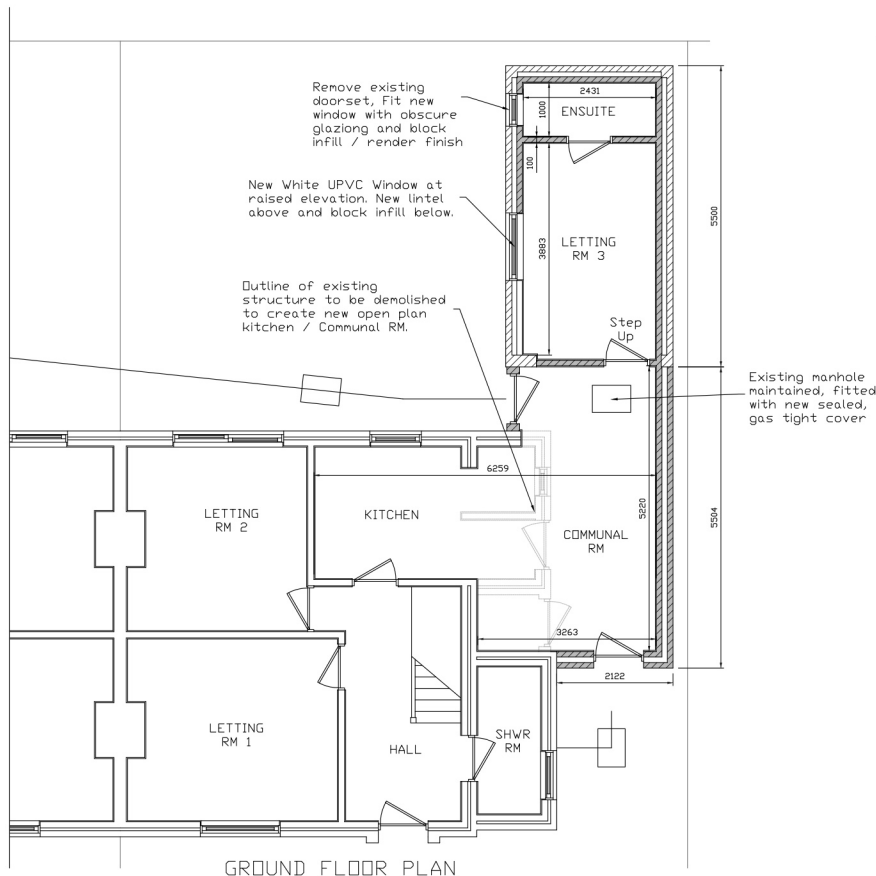 Remove existing
doorset, Fit new
window with obscure
glaziong and block
infill / render finish
2431
1000
ENSUITE
100
New White UPVC Window at
raised elevation. New lintel
above and block infill below.
3883
LETTING
RM 3
5500
Outline of existing
structure to be demolished
to create new open plan
kitchen / Communal RM.
Step
Up
Existing manhole
maintained, fitted
with new sealed,
gas tight cover
6259
LETTING
RM 2
KITCHEN
5220
5504
COMMUNAL
RM
3263
2122
LETTING
RM 1
HALL
SHWR
RM
GROUND FLOOR PLAN